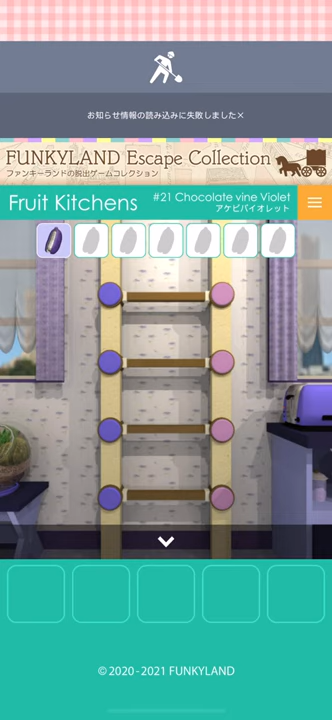 お知らせ情報の読み込みに失敗しました×
FUNKYLAND Escape Collection
ファンキーランドの脱出ゲームコレクション
Fruit Kitchens
#21 Chocolate vine Violet
アケビバイオレット
©2020-2021 FUNKYLAND